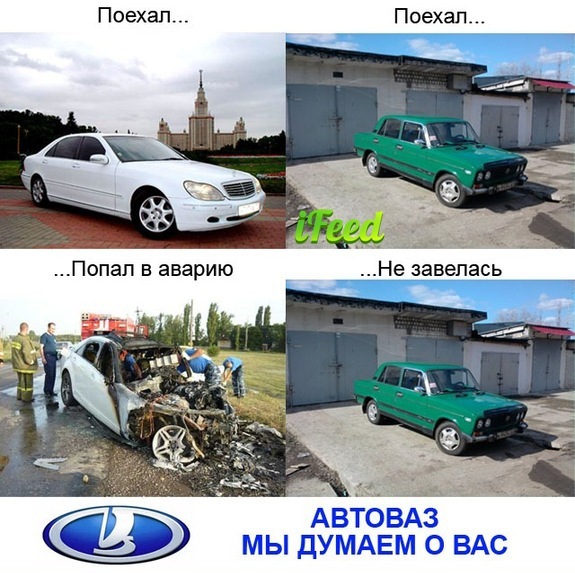 Поехал...
Поехал...
iFeed
...Попал в аварию
...Не завелась
АВТОВАЗ
МЫ ДУМАЕМ О ВАС